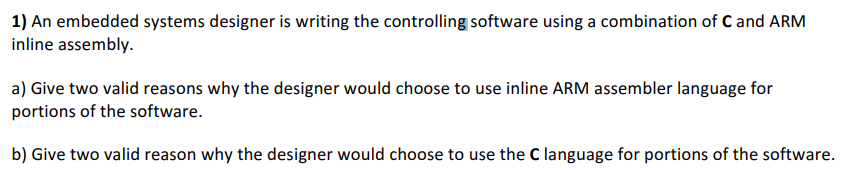 1) An embedded systems designer is writing the controlling software using a combination of C and ARM
inline assembly.
a) Give two valid reasons why the designer would choose to use inline ARM assembler language for
portions of the software.
b) Give two valid reason why the designer would choose to use the C language for portions of the software.